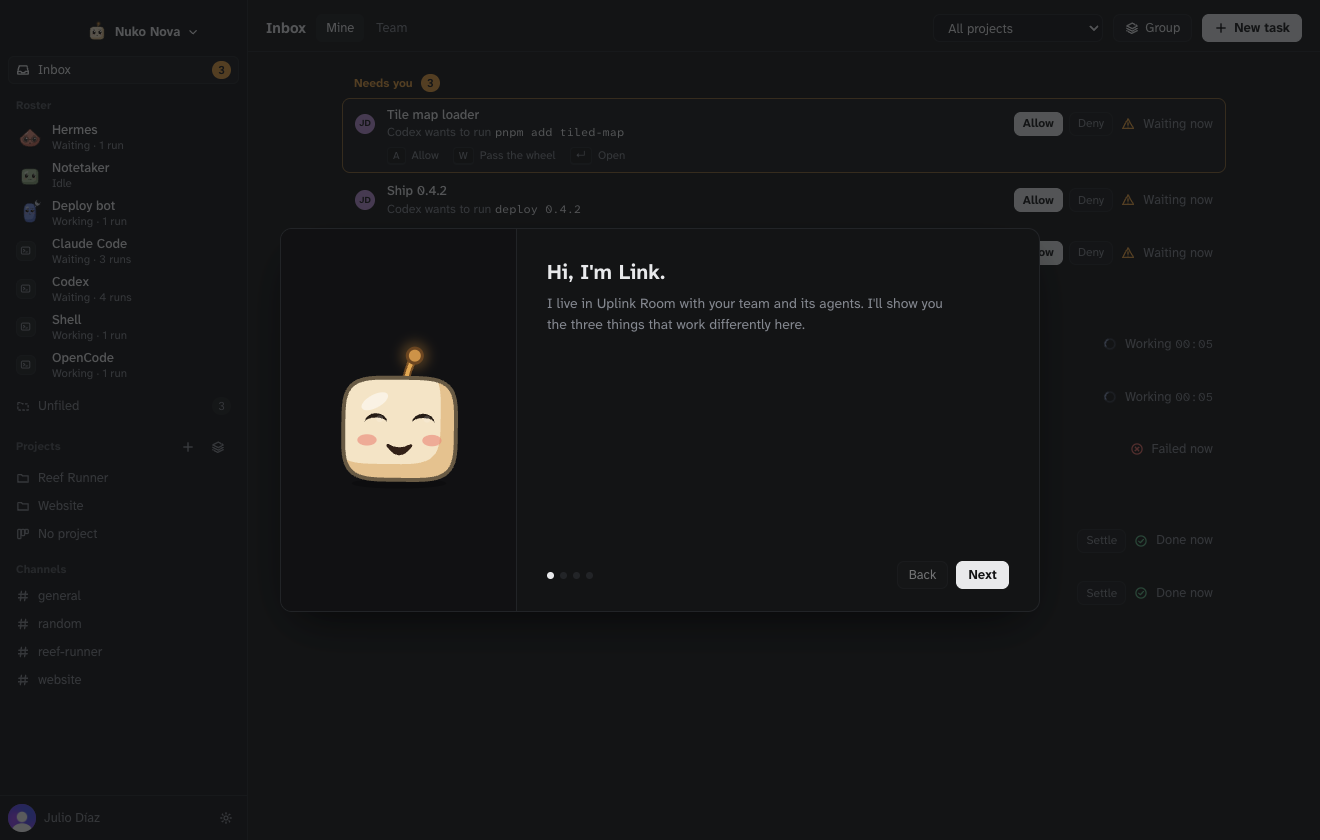 Nuko Nova
Inbox
3
Roster
Hermes
Waiting · 1 run
Notetaker
Idle
Deploy bot
Working · 1 run
Claude Code
Waiting · 3 runs
Codex
Waiting · 4 runs
Shell
Working · 1 run
OpenCode
Working · 1 run
Unfiled
3
Projects
Reef Runner
Website
No project
Channels
# general
# random
# reef-runner
# website
Julio Díaz
Inbox Mine Team
All projects Group + New task
Needs you 3
JD Tile map loader
Codex wants to run pnpm add tiled-map
A Allow W Pass the wheel ↵ Open
Allow Deny Waiting now
JD Ship 0.4.2
Codex wants to run deploy 0.4.2
Allow Deny Waiting now
ow Deny Waiting now
Working 00:05
Working 00:05
Failed now
Settle Done now
Settle Done now
Hi, I'm Link.
I live in Uplink Room with your team and its agents. I'll show you
the three things that work differently here.
Back Next